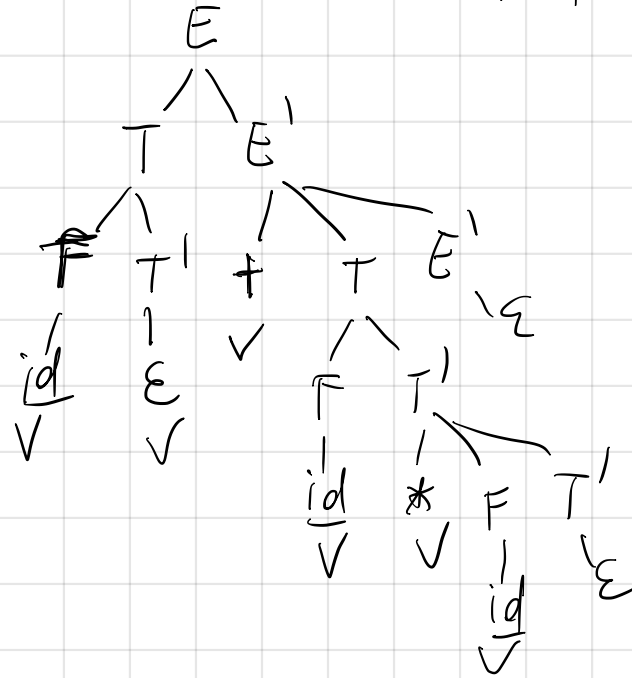 E
T E'
F T' + T E'
ε
id ε F T'
id * F T'
id ε